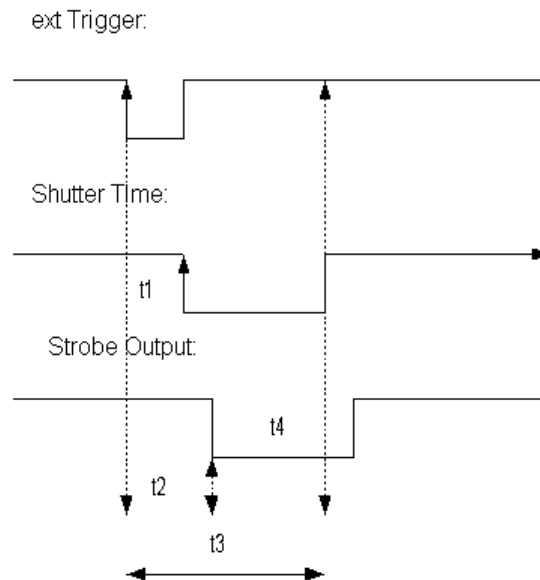 ext Trigger:
Shutter Time:
t1
Strobe Output:
t4
t2
t3